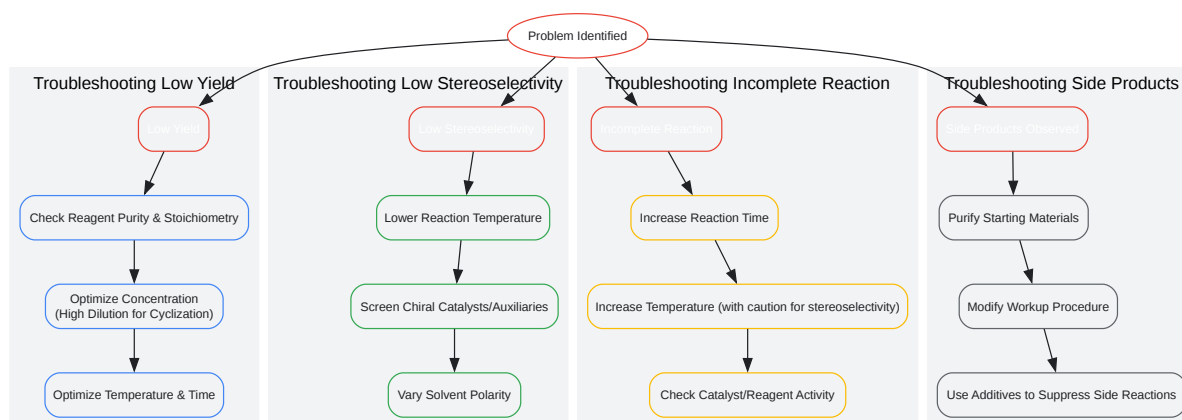 Problem Identified
Troubleshooting Low Yield
Troubleshooting Low Stereoselectivity
Troubleshooting Incomplete Reaction
Troubleshooting Side Products
Low Yield
Low Stereoselectivity
Incomplete Reaction
Side Products Observed
Check Reagent Purity & Stoichiometry
Lower Reaction Temperature
Increase Reaction Time
Purify Starting Materials
Optimize Concentration
(High Dilution for Cyclization)
Screen Chiral Catalysts/Auxiliaries
Increase Temperature (with caution for stereoselectivity)
Modify Workup Procedure
Optimize Temperature & Time
Vary Solvent Polarity
Check Catalyst/Reagent Activity
Use Additives to Suppress Side Reactions